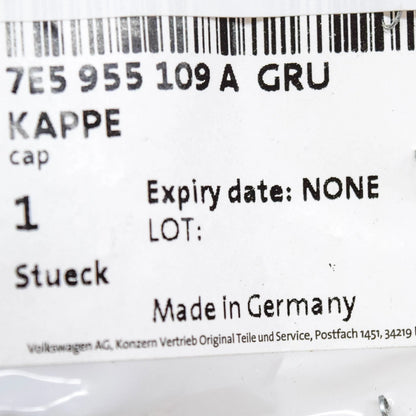 7E5 955 109 A GRU
KAPPE
cap
Expiry date: NONE
1
LOT:
Stueck
Made in Germany
Volkswagen AG, Konzern Vertrieb Original Teile und Service, Postfach 1451, 34219